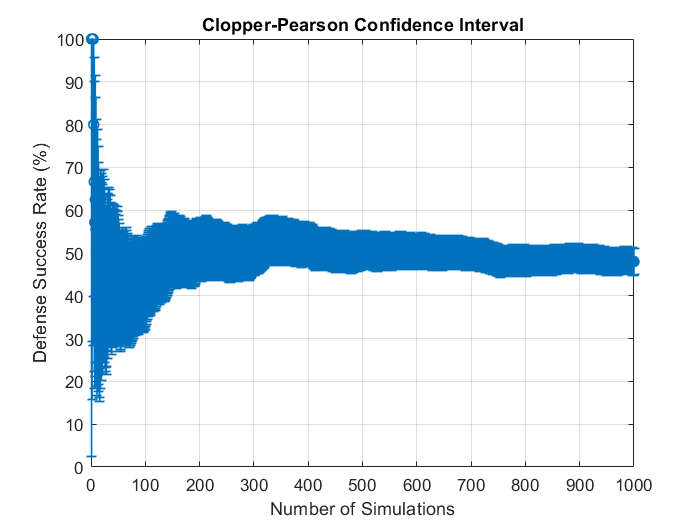 Clopper-Pearson Confidence Interval
100
90
80
70
60
50
40
30
20
10
0
Defense Success Rate (%)
0 100 200 300 400 500 600 700 800 900 1000
Number of Simulations